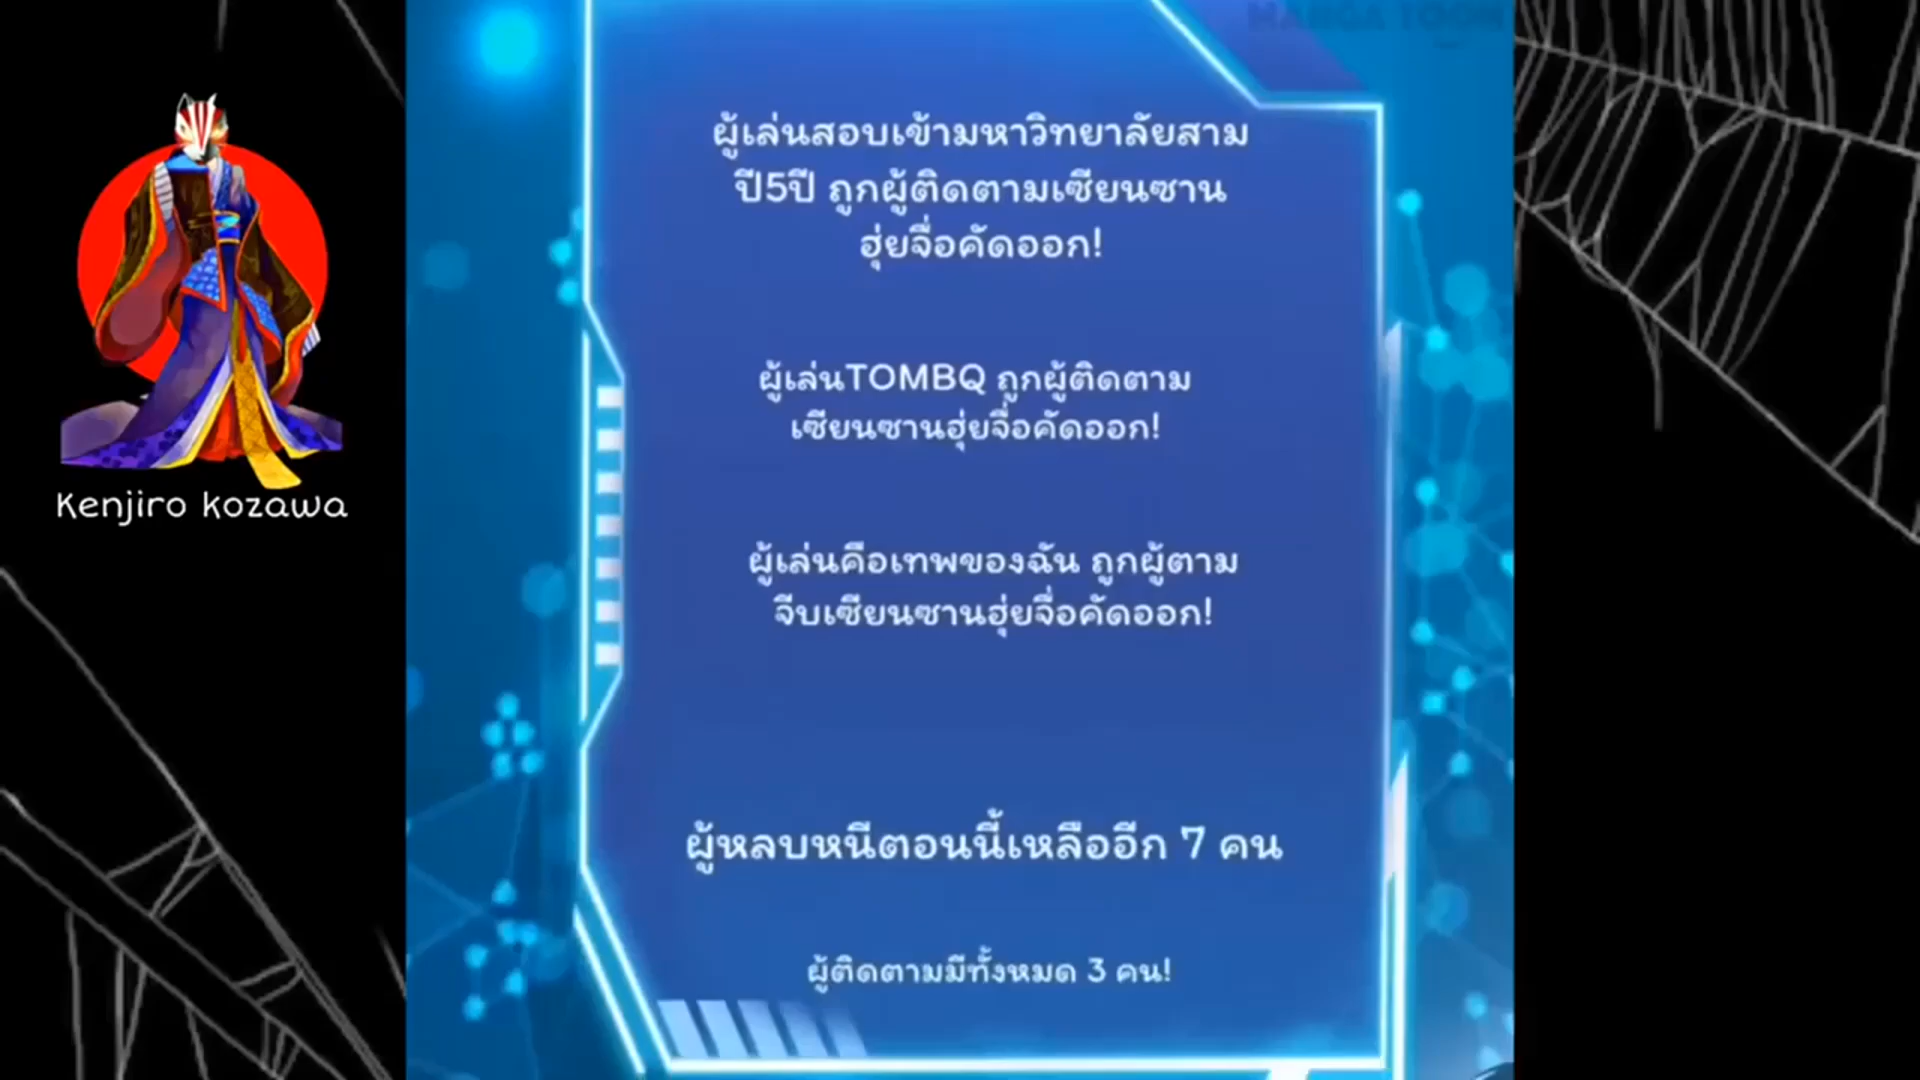 MANGA TOON
ผู้เล่นสอบเข้ามหาวิทยาลัยสาม
ปี5ปี ถูกผู้ติดตามเซียนซาน
ฮุ่ยจื่อคัดออก!
ผู้เล่นTOMBQ ถูกผู้ติดตาม
เซียนซานฮุ่ยจื่อคัดออก!
Kenjiro kozawa
ผู้เล่นคือเทพของฉัน ถูกผู้ตาม
จีบเซียนซานฮุ่ยจื่อคัดออก!
ผู้หลบหนีตอนนี้เหลืออีก 7 คน
ผู้ติดตามมีทั้งหมด 3 คน!